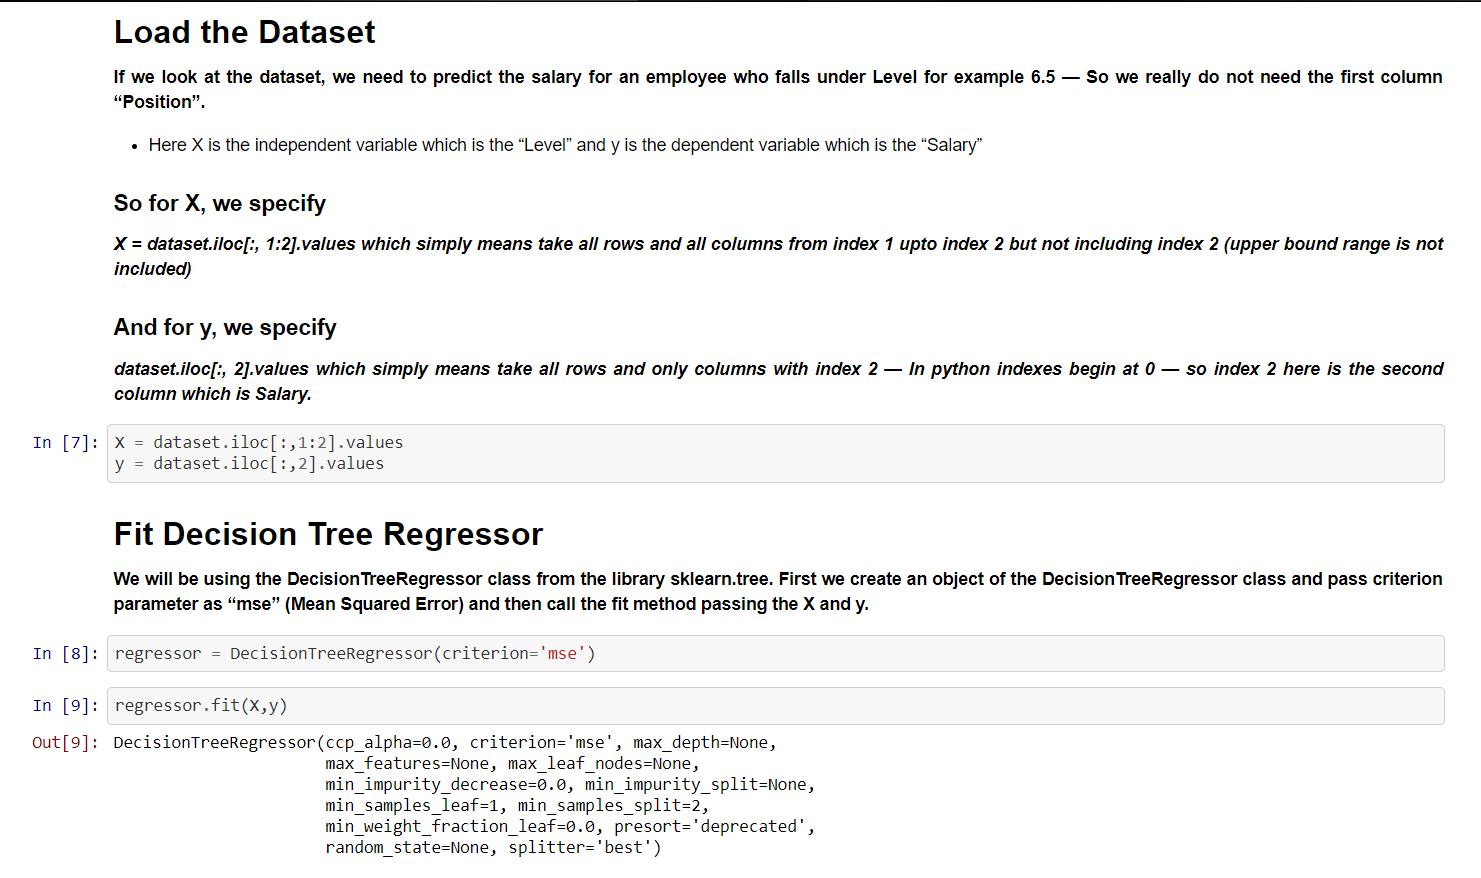 Load the Dataset
If we look at the dataset, we need to predict the salary for an employee who falls under Level for example 6.5 — So we really do not need the first column
“Position”.
• Here X is the independent variable which is the “Level” and y is the dependent variable which is the “Salary”
So for X, we specify
X = dataset.iloc[:, 1:2].values which simply means take all rows and all columns from index 1 upto index 2 but not including index 2 (upper bound range is not
included)
And for y, we specify
dataset.iloc[:, 2].values which simply means take all rows and only columns with index 2 — In python indexes begin at 0 — so index 2 here is the second
column which is Salary.
In [7]: X = dataset.iloc[:,1:2].values
y = dataset.iloc[:,2].values
Fit Decision Tree Regressor
We will be using the DecisionTreeRegressor class from the library sklearn.tree. First we create an object of the DecisionTreeRegressor class and pass criterion
parameter as “mse” (Mean Squared Error) and then call the fit method passing the X and y.
In [8]: regressor = DecisionTreeRegressor(criterion='mse')
In [9]: regressor.fit(X,y)
Out[9]: DecisionTreeRegressor(ccp_alpha=0.0, criterion='mse', max_depth=None,
max_features=None, max_leaf_nodes=None,
min_impurity_decrease=0.0, min_impurity_split=None,
min_samples_leaf=1, min_samples_split=2,
min_weight_fraction_leaf=0.0, presort='deprecated',
random_state=None, splitter='best')